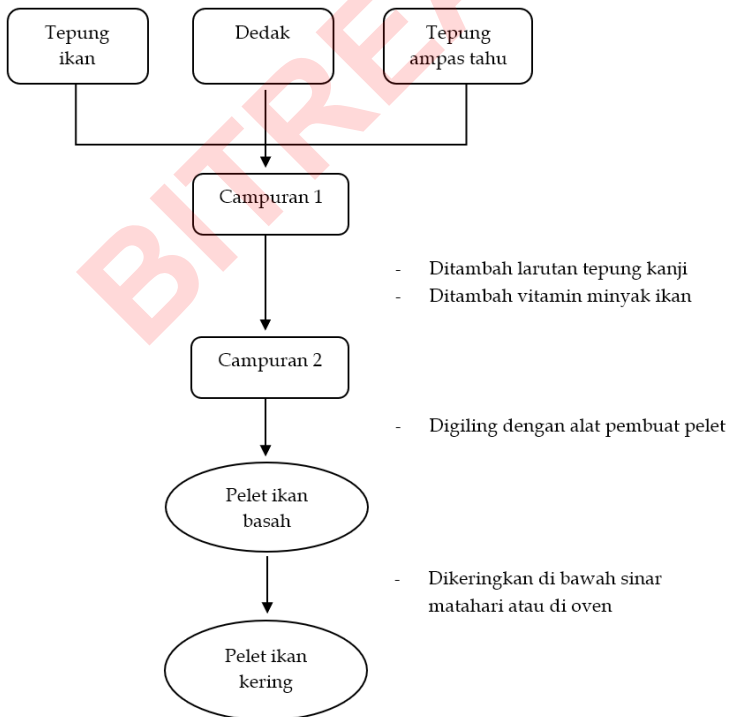 Tepung
ikan
Dedak
Tepung
ampas tahu
Campuran 1
-    Ditambah larutan tepung kanji
-    Ditambah vitamin minyak ikan
Campuran 2
-    Digiling dengan alat pembuat pelet
Pelet ikan
basah
-    Dikeringkan di bawah sinar
matahari atau di oven
Pelet ikan
kering